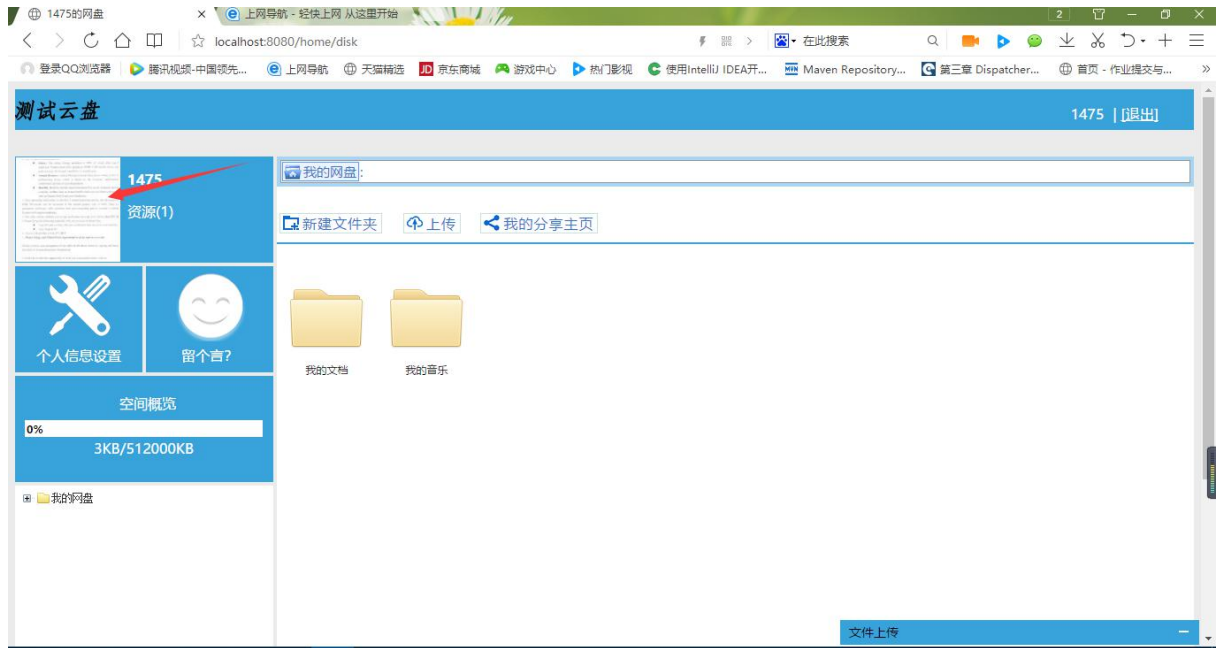 1475的网盘 × 上网导航 - 轻快上网 从这里开始 2
localhost:8080/home/disk 在此搜索
登录QQ浏览器 腾讯视频-中国领先... 上网导航 天猫精选 JD 京东商城 游戏中心 热门影视 使用IntelliJ IDEA开... Maven Repository... 第三章 Dispatcher... 首页 - 作业提交与... »
测试云盘 1475 | [退出]
1475
资源(1)
我的网盘:
新建文件夹 上传 我的分享主页
个人信息设置 留个言?
我的文档 我的音乐
空间概览
0%
3KB/512000KB
我的网盘
文件上传